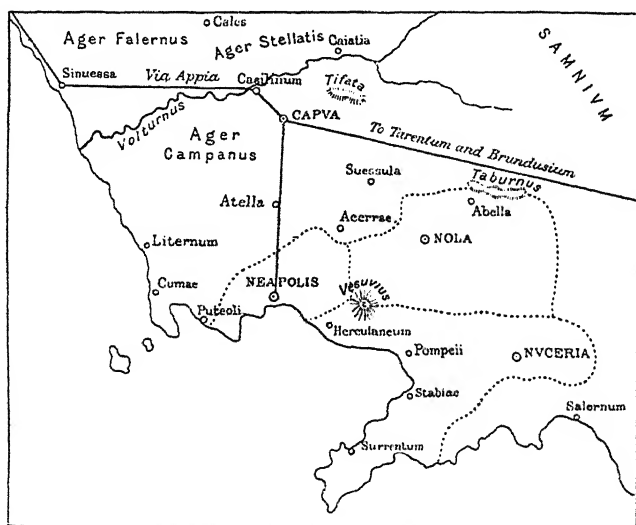 Cales
Ager Falernus
Ager Stellatis
Caiatia
SAMNIVM
Sinuessa
Via Appia
Casilinum
Tifata
Volturnus
CAPVA
Ager
Campanus
To Tarentum and Brundusium
Suessula
Taburnus
Atella
Abella
Acerrae
NOLA
Liternum
Vesuvius
Cumae
NEAPOLIS
Puteoli
Herculaneum
Pompeii
NVCERIA
Stabiae
Salernum
Surrentum